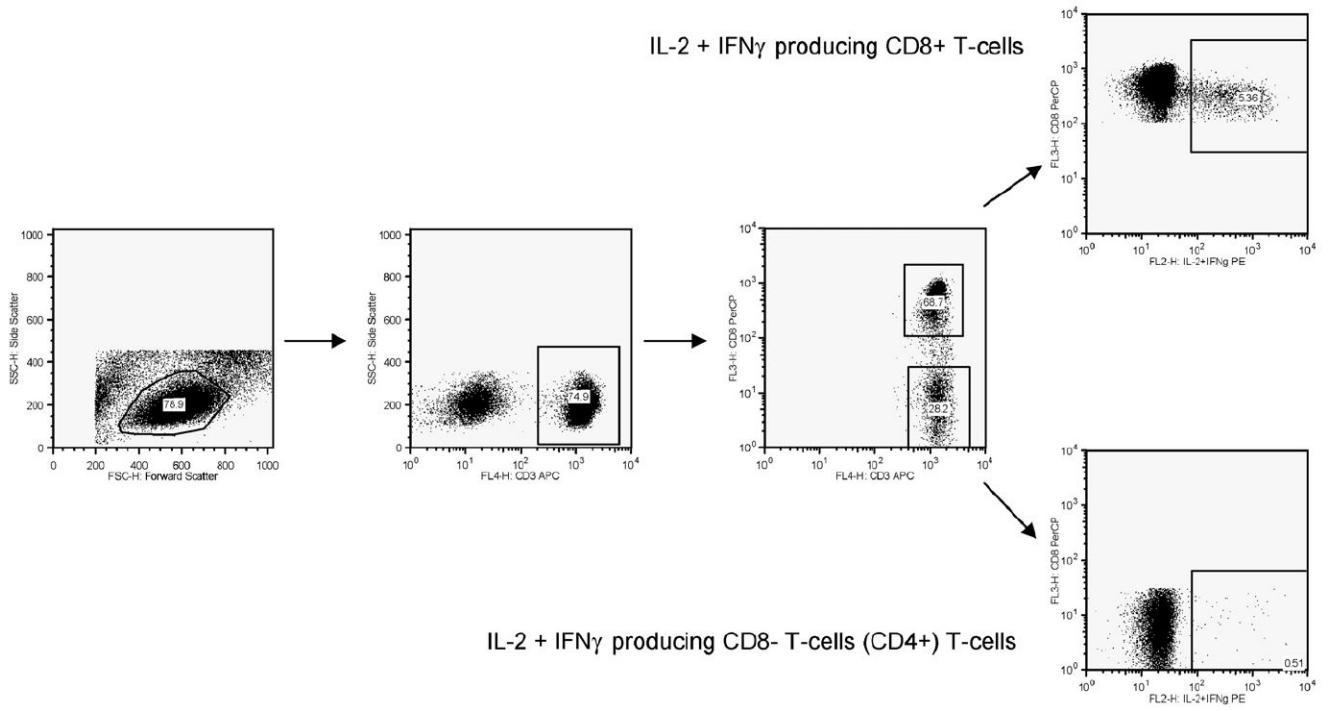 IL-2 + IFNγ producing CD8+ T-cells
10⁴
10³
10²
10¹
10⁰
FL3-H: CD8 PerCP
5.36
10⁰ 10¹ 10² 10³ 10⁴
FL2-H: IL-2+IFNg PE
1000
800
600
400
200
0
SSC-H: Side Scatter
78.9
0 200 400 600 800 1000
FSC-H: Forward Scatter
1000
800
600
400
200
0
SSC-H: Side Scatter
74.9
10⁰ 10¹ 10² 10³ 10⁴
FL4-H: CD3 APC
10⁴
10³
10²
10¹
10⁰
FL3-H: CD8 PerCP
68.7
28.2
10⁰ 10¹ 10² 10³ 10⁴
FL4-H: CD3 APC
10⁴
10³
10²
10¹
10⁰
FL3-H: CD8 PerCP
0.51
10⁰ 10¹ 10² 10³ 10⁴
FL2-H: IL-2+IFNg PE
IL-2 + IFNγ producing CD8- T-cells (CD4+) T-cells